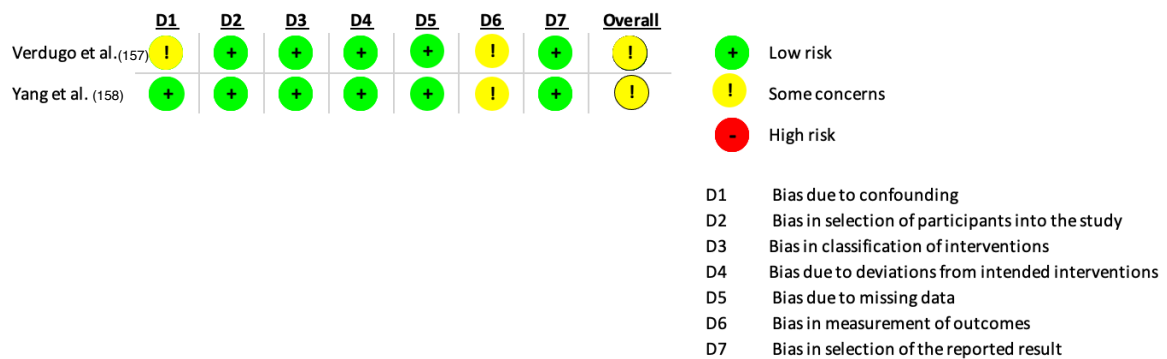 D1 D2 D3 D4 D5 D6 D7 Overall
Verdugo et al.(157) ! + + + + ! + !
Yang et al. (158) + + + + + ! + !
+ Low risk
! Some concerns
- High risk
D1 Bias due to confounding
D2 Bias in selection of participants into the study
D3 Bias in classification of interventions
D4 Bias due to deviations from intended interventions
D5 Bias due to missing data
D6 Bias in measurement of outcomes
D7 Bias in selection of the reported result